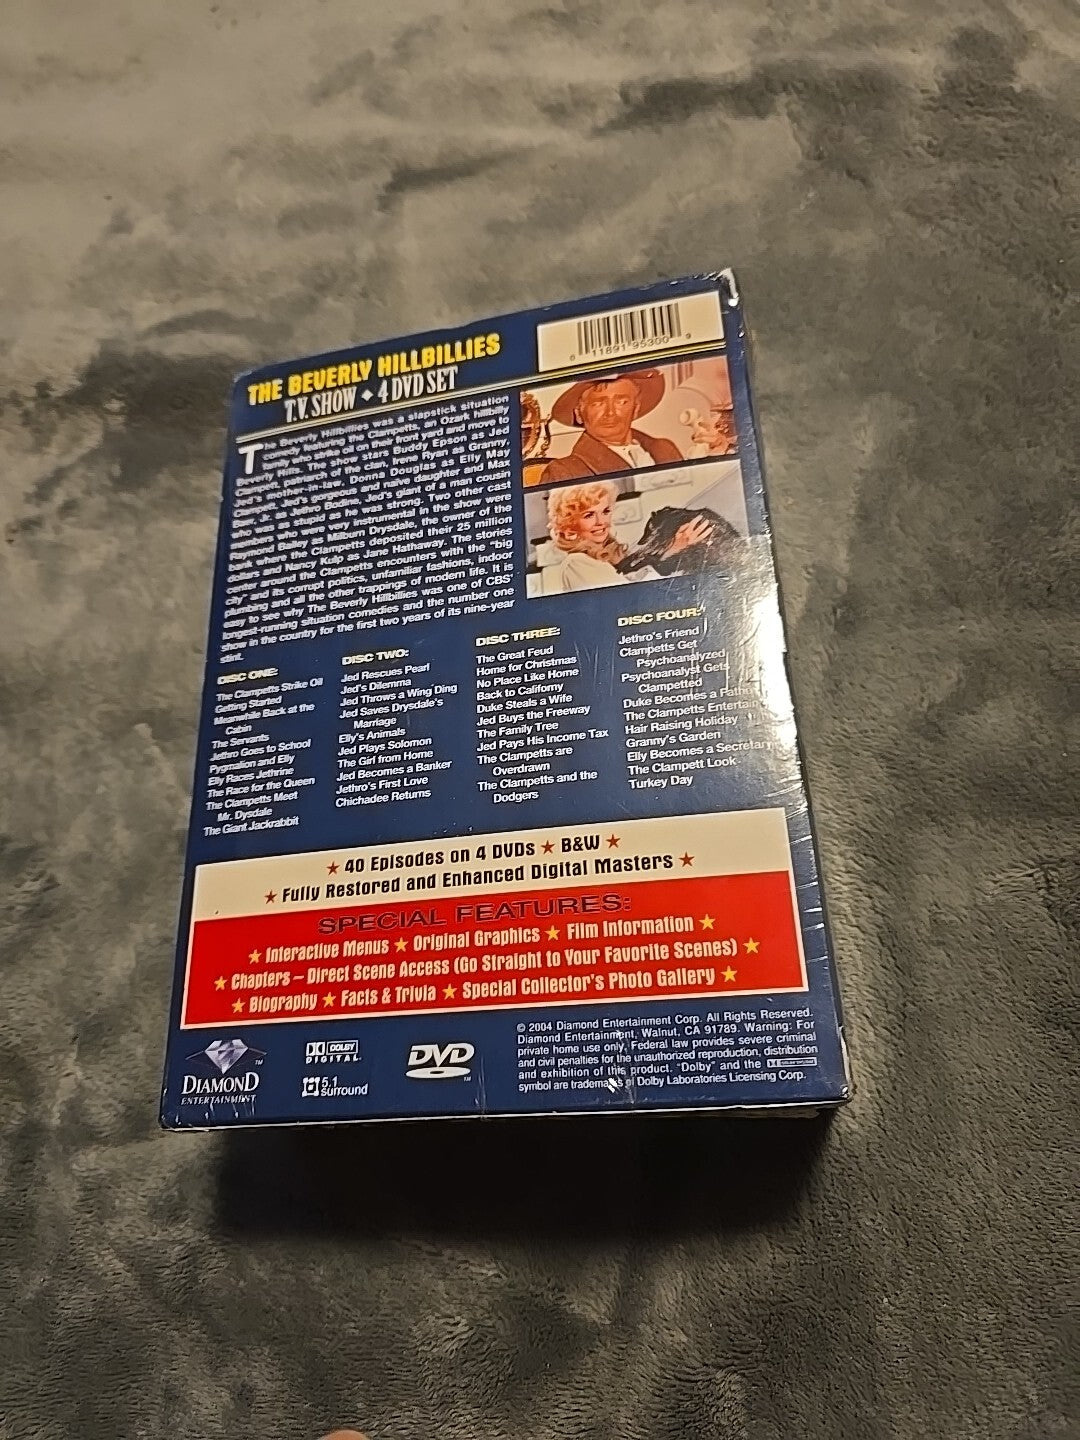 THE BEVERLY HILLBILLIES
T.V. SHOW ✦ 4 DVD SET
0 11891 95300 9
The Beverly Hillbillies was a slapstick situation
comedy featuring the Clampetts, an Ozark hillbilly
family who strike oil on their front yard and move to
Beverly Hills. The show stars Buddy Epson as Jed
Clampett, patriarch of the clan, Irene Ryan as Granny,
Jed's mother-in-law, Donna Douglas as Elly May
Clampett, Jed's gorgeous and naive daughter and Max
Baer, Jr. as Jethro Bodine, Jed's giant of a man cousin
who was as stupid as he was strong. Two other cast
members who were very instrumental in the show were
Raymond Bailey as Milburn Drysdale, the owner of the
bank where the Clampetts deposited their 25 million
dollars and Nancy Kulp as Jane Hathaway. The stories
center around the Clampetts encounters with the "big
city" and its corrupt politics, unfamiliar fashions, indoor
plumbing and all the other trappings of modern life. It is
easy to see why The Beverly Hillbillies was one of CBS'
longest-running situation comedies and the number one
show in the country for the first two years of its nine-year
stint.
DISC ONE:
The Clampetts Strike Oil
Getting Started
Meanwhile Back at the
Cabin
The Servants
Jethro Goes to School
Pygmalion and Elly
Elly Races Jethrine
The Race for the Queen
The Clampetts Meet
Mr. Dysdale
The Giant Jackrabbit
DISC TWO:
Jed Rescues Pearl
Jed's Dilemma
Jed Throws a Wing Ding
Jed Saves Drysdale's
Marriage
Elly's Animals
Jed Plays Solomon
The Girl from Home
Jed Becomes a Banker
Jethro's First Love
Chichadee Returns
DISC THREE:
The Great Feud
Home for Christmas
No Place Like Home
Back to Californy
Duke Steals a Wife
Jed Buys the Freeway
The Family Tree
Jed Pays His Income Tax
The Clampetts are
Overdrawn
The Clampetts and the
Dodgers
DISC FOUR:
Jethro's Friend
Clampetts Get
Psychoanalyzed
Psychoanalyst Gets
Clampetted
Duke Becomes a Father
The Clampetts Entertain
Hair Raising Holiday
Granny's Garden
Elly Becomes a Secretary
The Clampett Look
Turkey Day
★ 40 Episodes on 4 DVDs ★ B&W ★
★ Fully Restored and Enhanced Digital Masters ★
SPECIAL FEATURES:
★ Interactive Menus ★ Original Graphics ★ Film Information ★
★ Chapters – Direct Scene Access (Go Straight to Your Favorite Scenes) ★
★ Biography ★ Facts & Trivia ★ Special Collector's Photo Gallery ★
DIAMOND™
ENTERTAINMENT
DOLBY
DIGITAL
5.1
surround
DVD™
© 2004 Diamond Entertainment Corp. All Rights Reserved.
Diamond Entertainment, Walnut, CA 91789. Warning: For
private home use only. Federal law provides severe criminal
and civil penalties for the unauthorized reproduction, distribution
and exhibition of this product. "Dolby" and the
symbol are trademarks of Dolby Laboratories Licensing Corp.